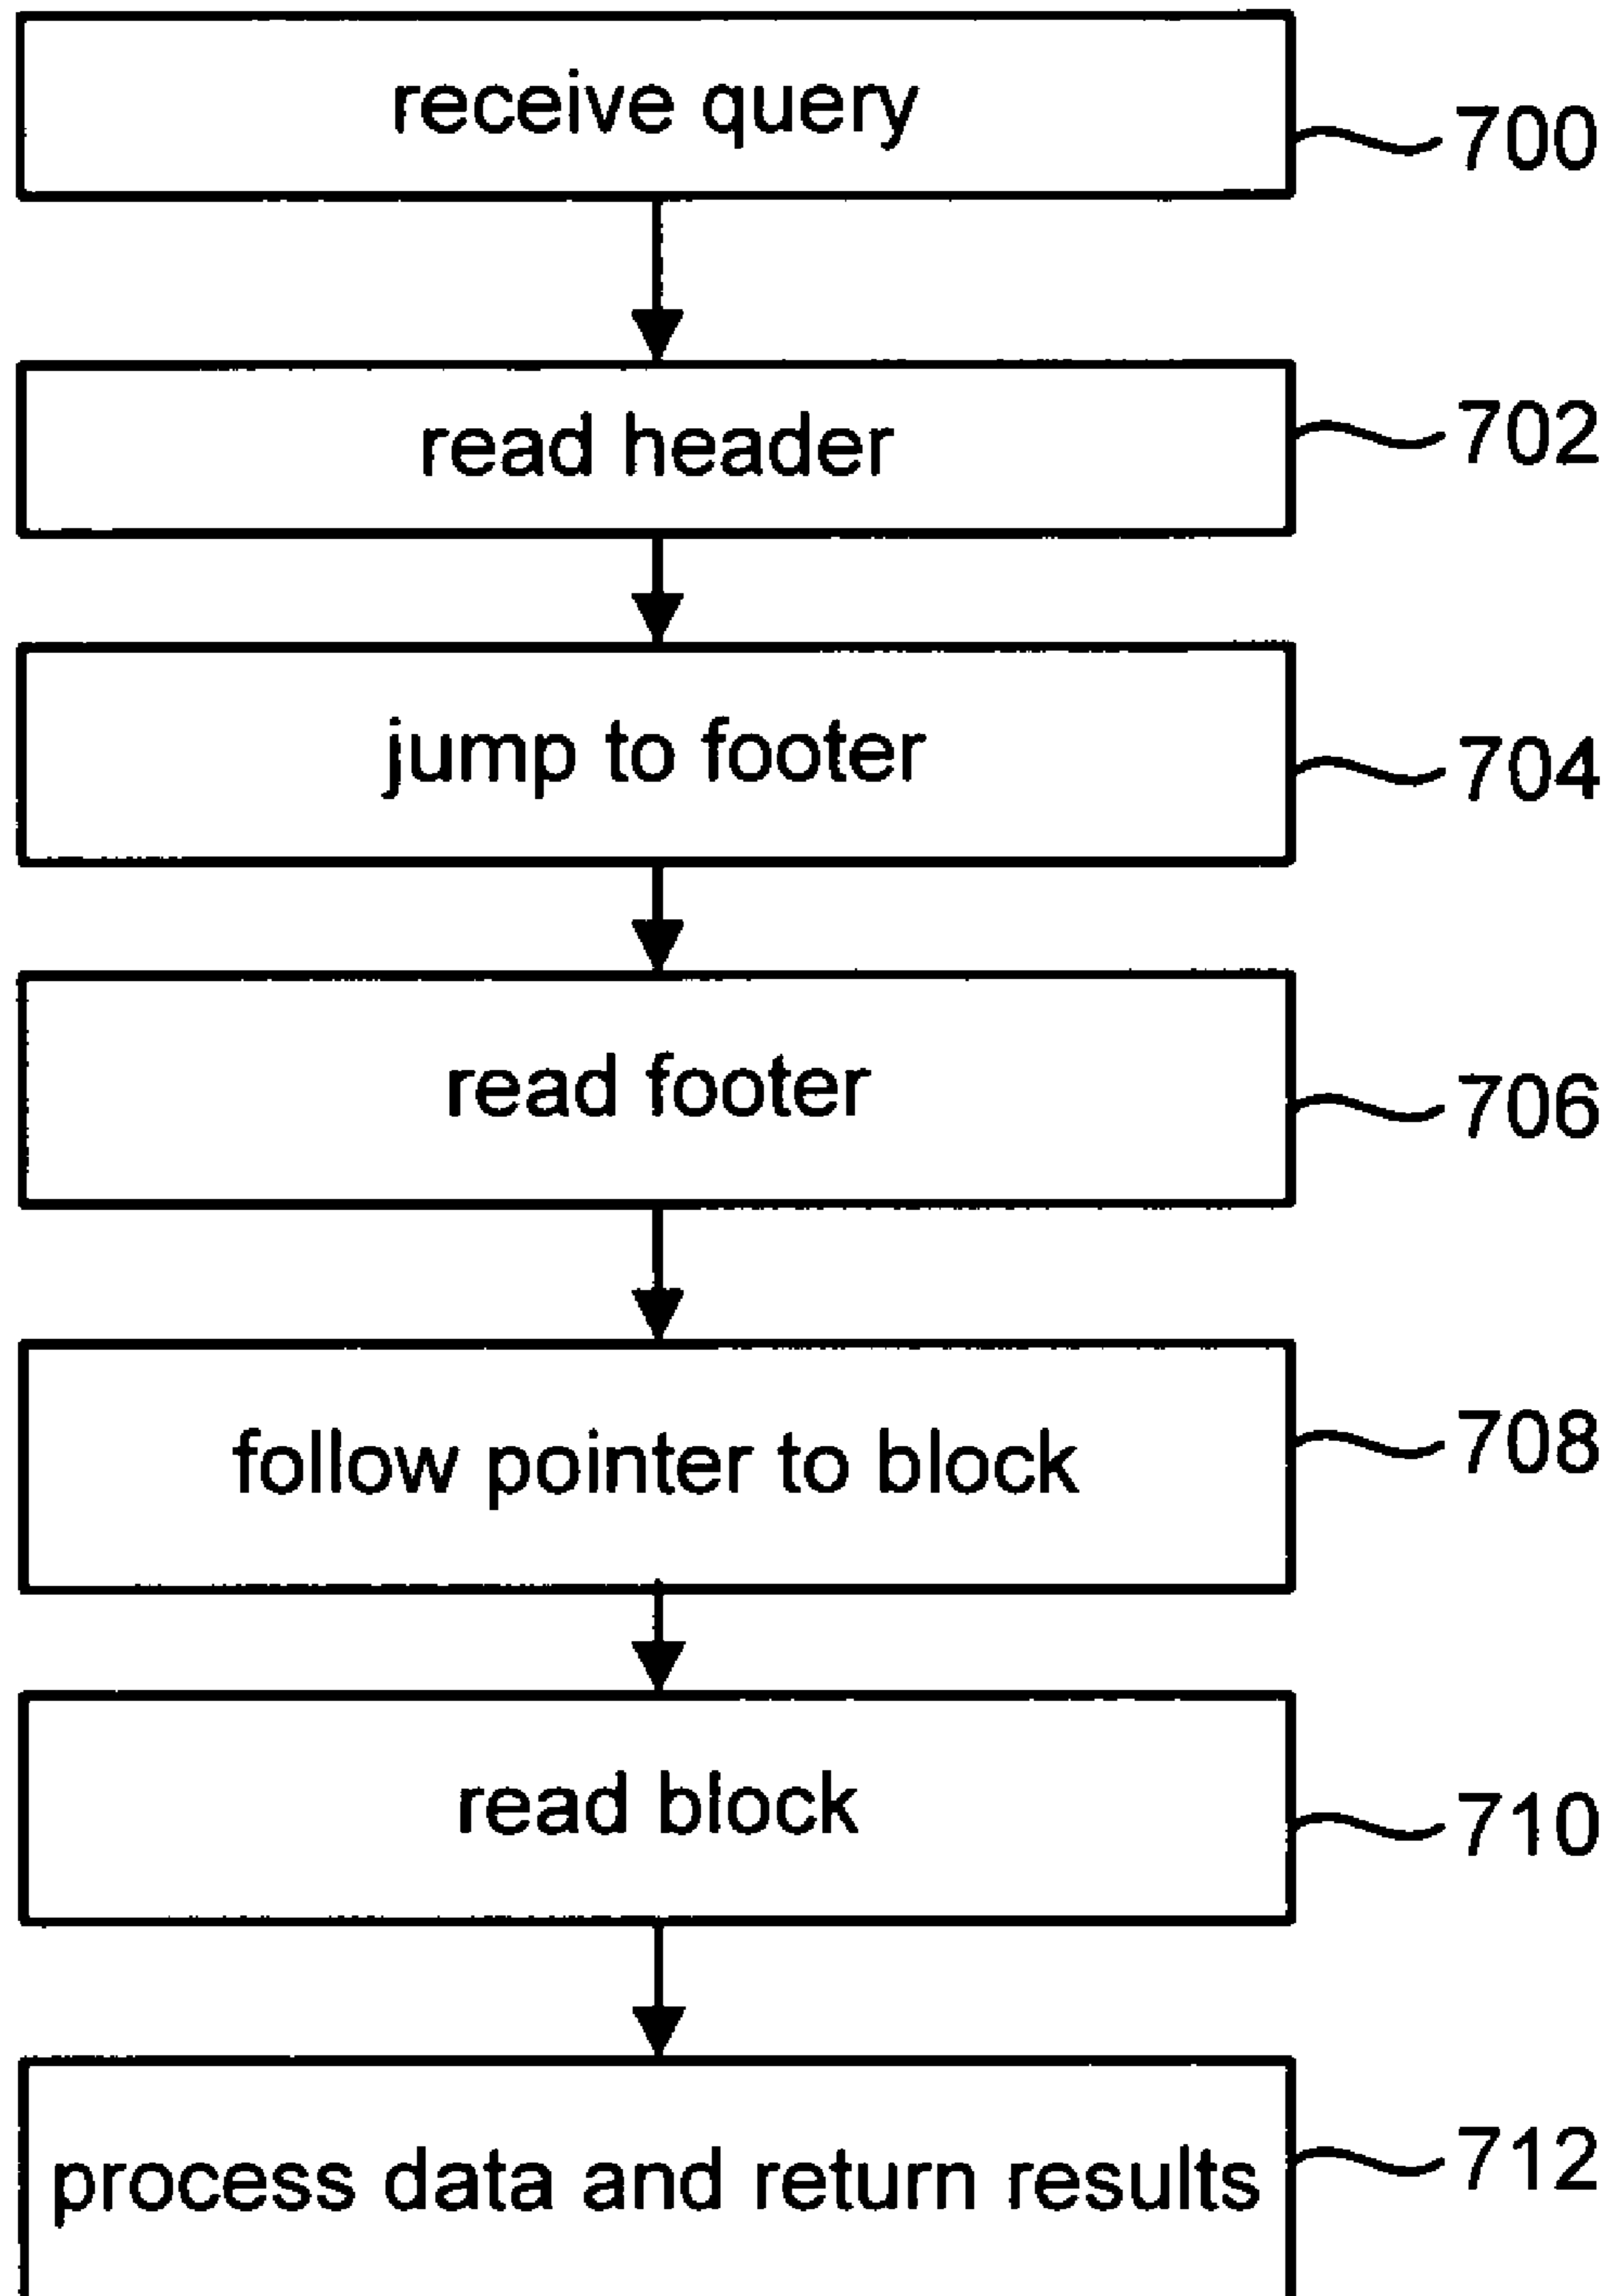 receive query
700
read header
702
jump to footer
704
read footer
706
follow pointer to block
708
read block
710
process data and return results
712